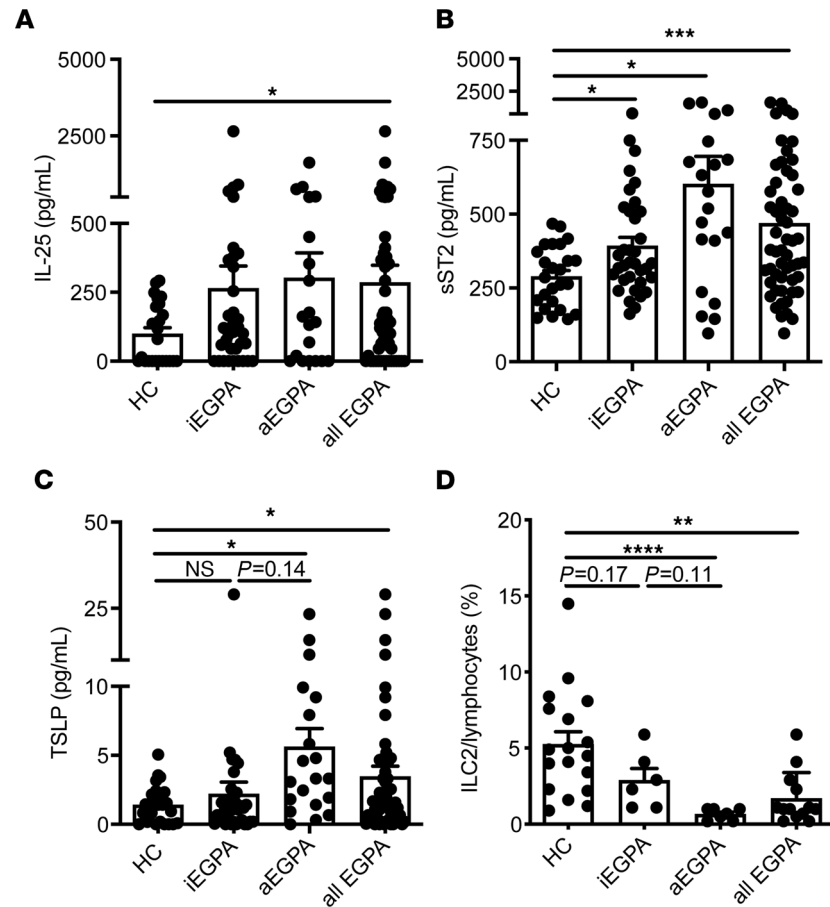 A
5000
2500
500
250
0
IL-25 (pg/mL)
*
HC
iEGPA
aEGPA
all EGPA
B
5000
2500
750
500
250
0
sST2 (pg/mL)
***
*
*
HC
iEGPA
aEGPA
all EGPA
C
50
25
10
5
0
TSLP (pg/mL)
*
*
NS
P=0.14
HC
iEGPA
aEGPA
all EGPA
D
20
15
10
5
0
ILC2/lymphocytes (%)
**
****
P=0.17
P=0.11
HC
iEGPA
aEGPA
all EGPA